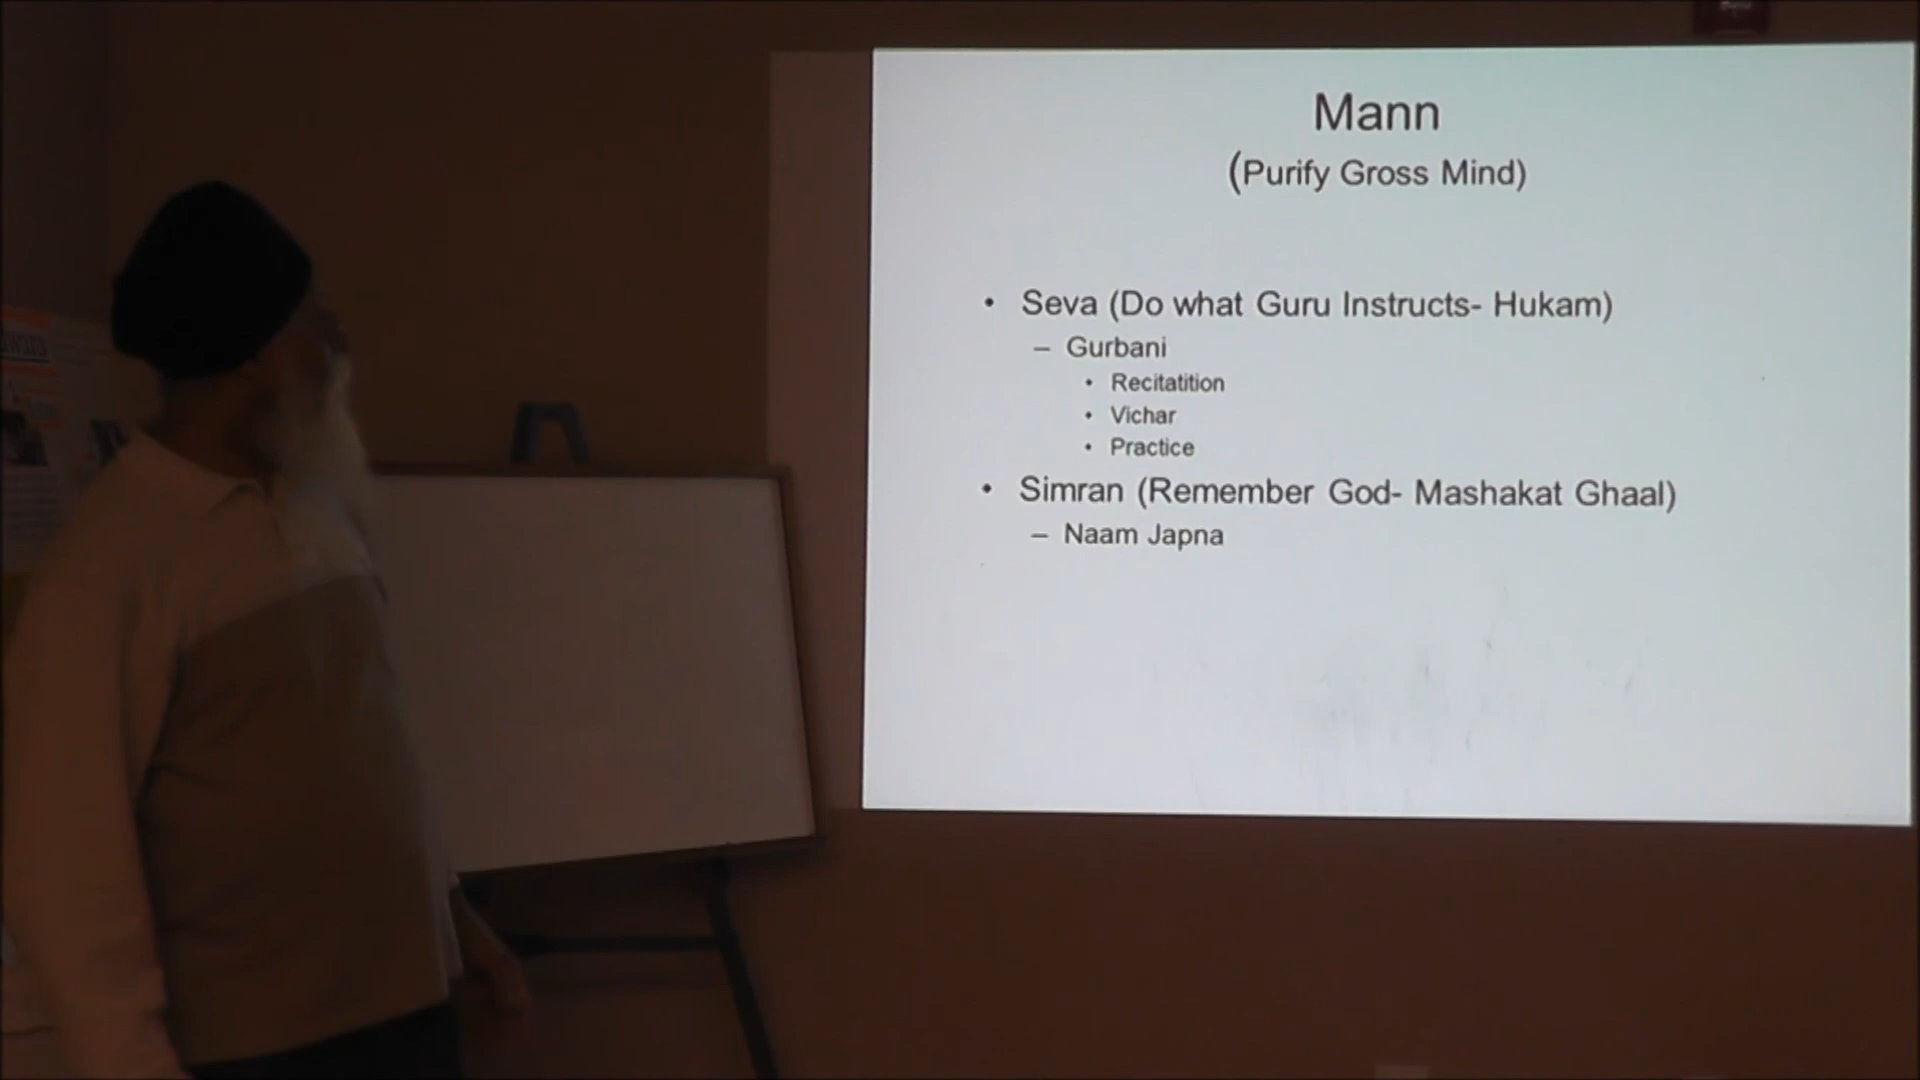 Mann
(Purify Gross Mind)
• Seva (Do what Guru Instructs- Hukam)
– Gurbani
• Recitatition
• Vichar
• Practice
• Simran (Remember God- Mashakat Ghaal)
– Naam Japna